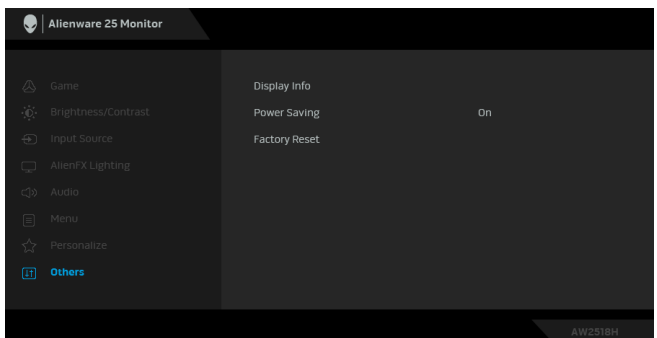 Alienware 25 Monitor
Game
Display Info
Brightness/Contrast
Power Saving On
Input Source
Factory Reset
AlienFX Lighting
Audio
Menu
Personalize
Others
AW2518H